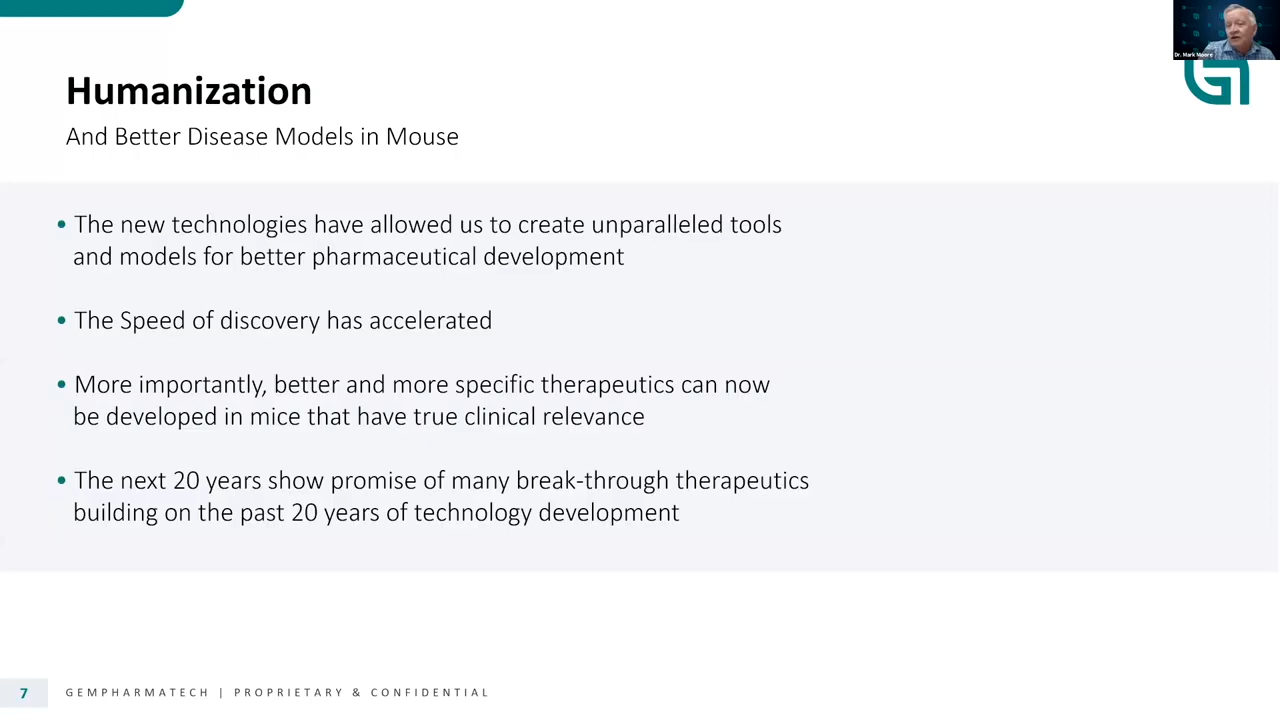 Dr. Mark Moore
Humanization
And Better Disease Models in Mouse
• The new technologies have allowed us to create unparalleled tools
and models for better pharmaceutical development
• The Speed of discovery has accelerated
• More importantly, better and more specific therapeutics can now
be developed in mice that have true clinical relevance
• The next 20 years show promise of many break-through therapeutics
building on the past 20 years of technology development
7
GEMPHARMATECH | PROPRIETARY & CONFIDENTIAL